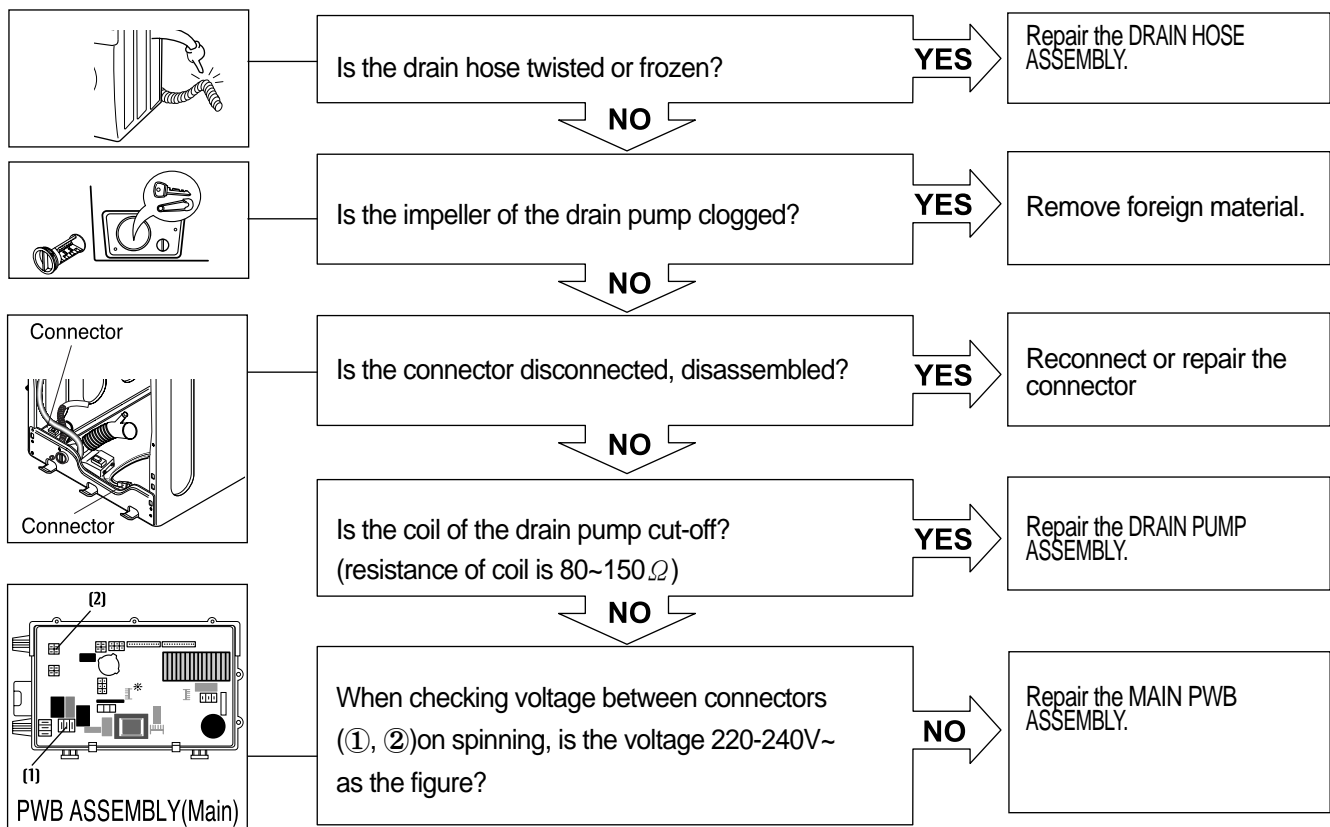 Is the drain hose twisted or frozen?
YES
Repair the DRAIN HOSE
ASSEMBLY.
NO
Is the impeller of the drain pump clogged?
YES
Remove foreign material.
NO
Connector
Connector
Is the connector disconnected, disassembled?
YES
Reconnect or repair the
connector
NO
Is the coil of the drain pump cut-off?
(resistance of coil is 80~150Ω)
YES
Repair the DRAIN PUMP
ASSEMBLY.
NO
(2)
(1)
PWB ASSEMBLY(Main)
When checking voltage between connectors
(①, ②)on spinning, is the voltage 220-240V~
as the figure?
NO
Repair the MAIN PWB
ASSEMBLY.